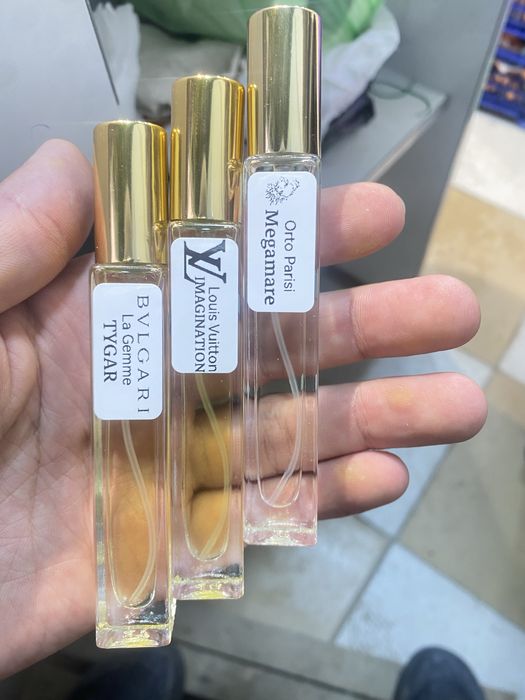 BVLGARI
La Gemme
TYGAR
LV
Louis Vuitton
IMAGINATION
Orto Parisi
Megamare